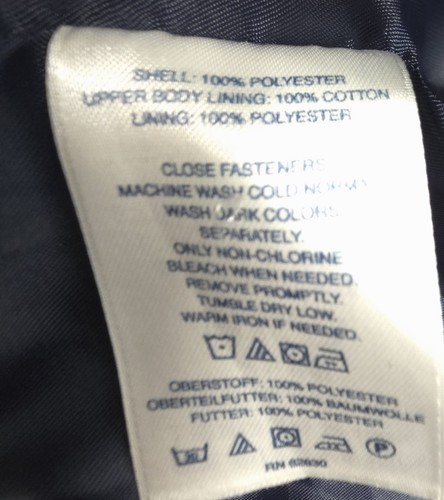 SHELL: 100% POLYESTER
UPPER BODY LINING: 100% COTTON
LINING: 100% POLYESTER
CLOSE FASTENERS
MACHINE WASH COLD NORMAL
WASH DARK COLORS
SEPARATELY.
ONLY NON-CHLORINE
BLEACH WHEN NEEDED.
REMOVE PROMPTLY.
TUMBLE DRY LOW.
WARM IRON IF NEEDED.
OBERSTOFF: 100% POLYESTER
OBERTEILFUTTER: 100% BAUMWOLLE
FUTTER: 100% POLYESTER
P
RN 62630